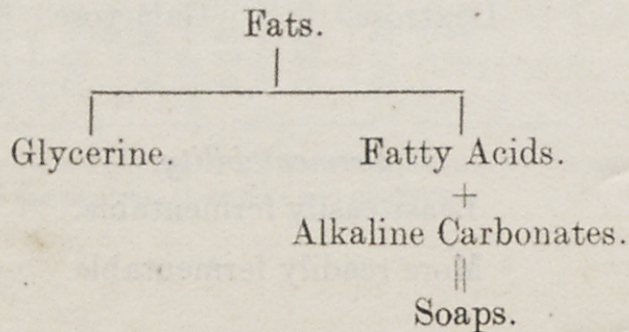 Fats.
Glycerine. Fatty Acids.
+
Alkaline Carbonates.
||
Soaps.